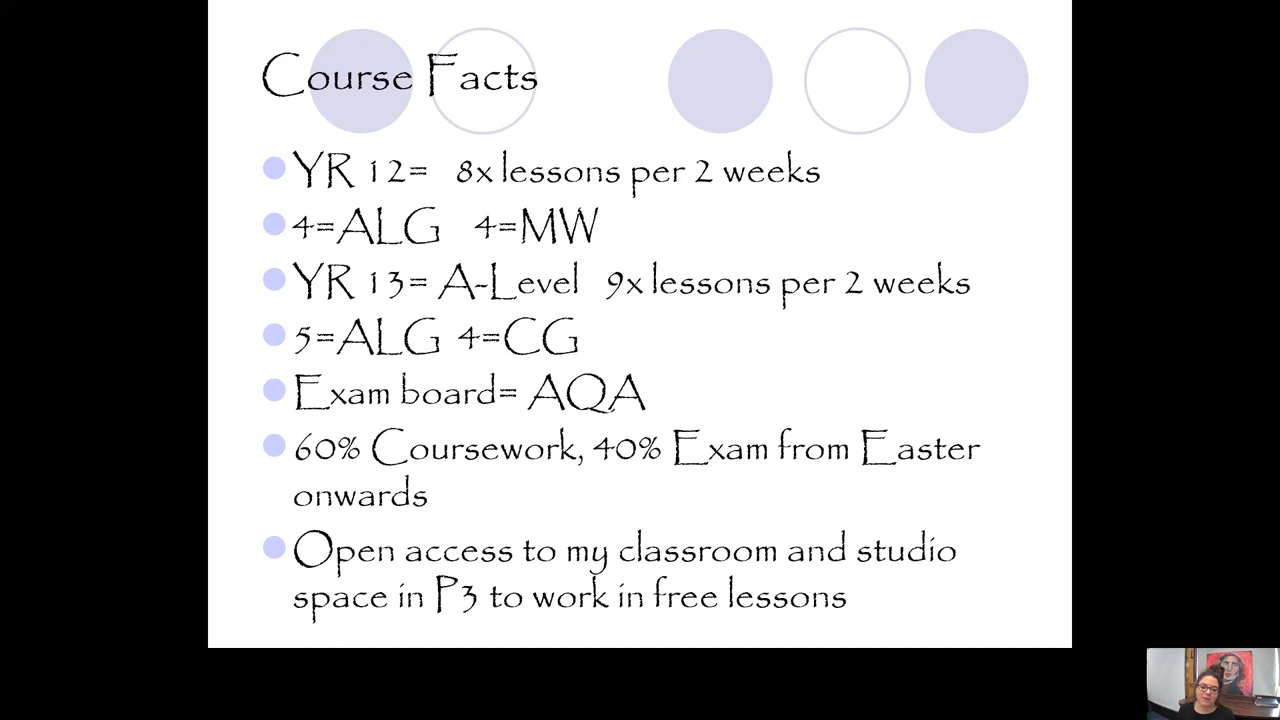 Course Facts
YR 12= 8x lessons per 2 weeks
4=ALG 4=MW
YR 13= A-Level 9x lessons per 2 weeks
5=ALG 4=CG
Exam board= AQA
60% Coursework, 40% Exam from Easter
onwards
Open access to my classroom and studio
space in P3 to work in free lessons